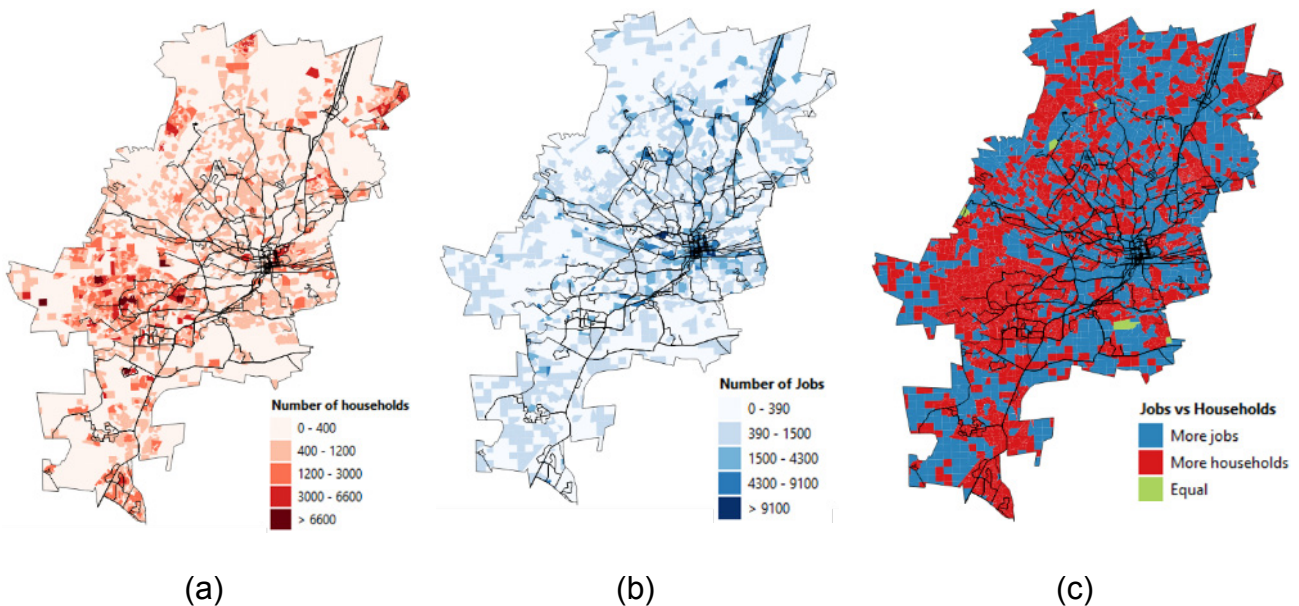 Number of households
0 - 400
400 - 1200
1200 - 3000
3000 - 6600
> 6600
Number of Jobs
0 - 390
390 - 1500
1500 - 4300
4300 - 9100
> 9100
Jobs vs Households
More jobs
More households
Equal
(a)
(b)
(c)